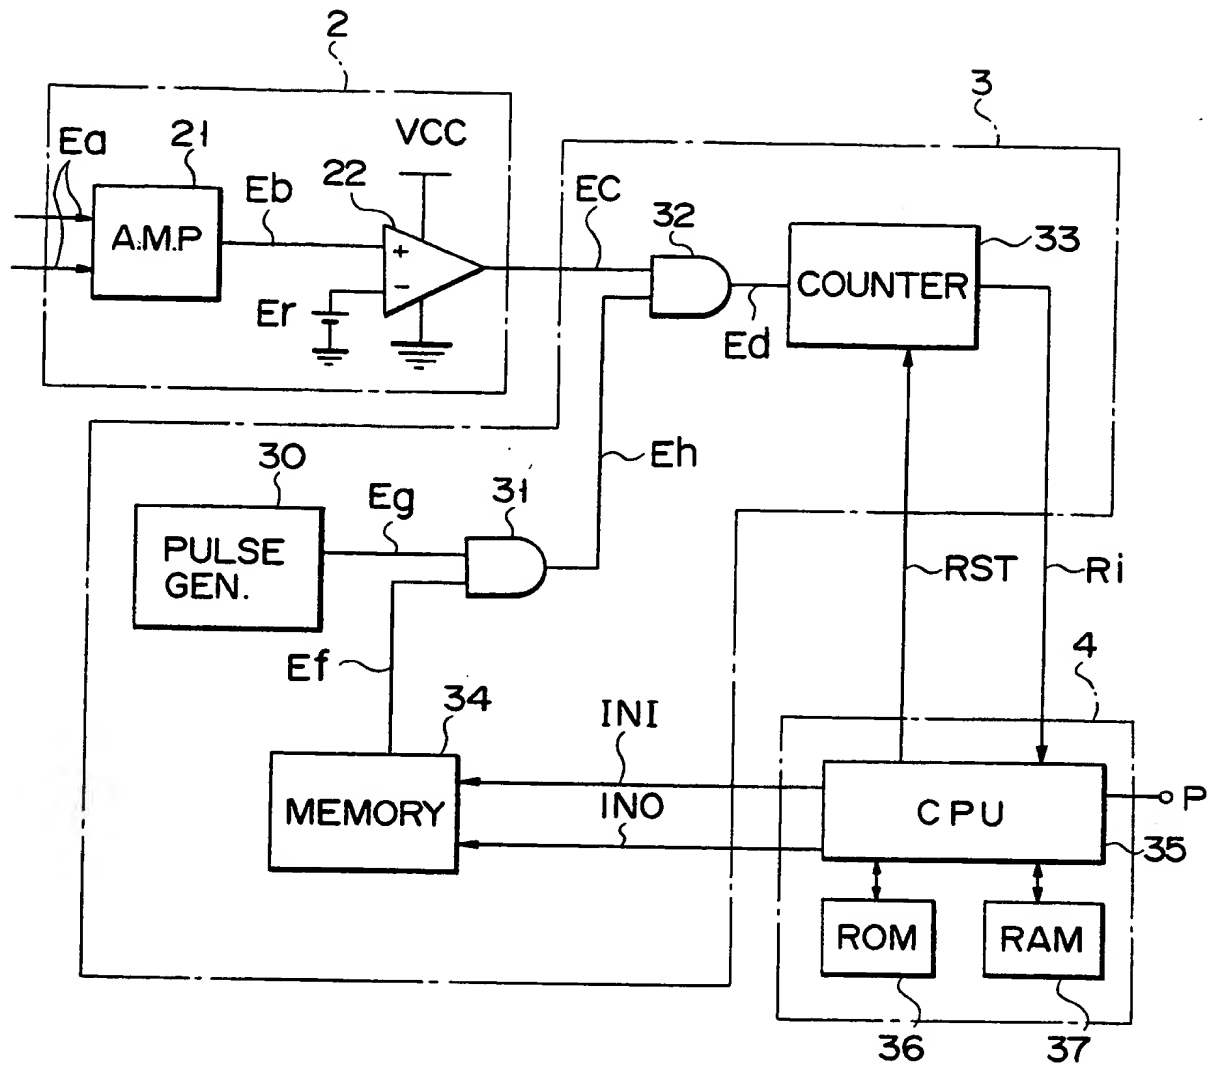 2
3
Ea
21
VCC
A.M.P
Eb
22
+
−
Er
EC
32
33
COUNTER
Ed
30
Eg
31
Eh
PULSE
GEN.
RST
Ri
Ef
34
INI
4
MEMORY
INO
CPU
P
35
ROM
RAM
36
37